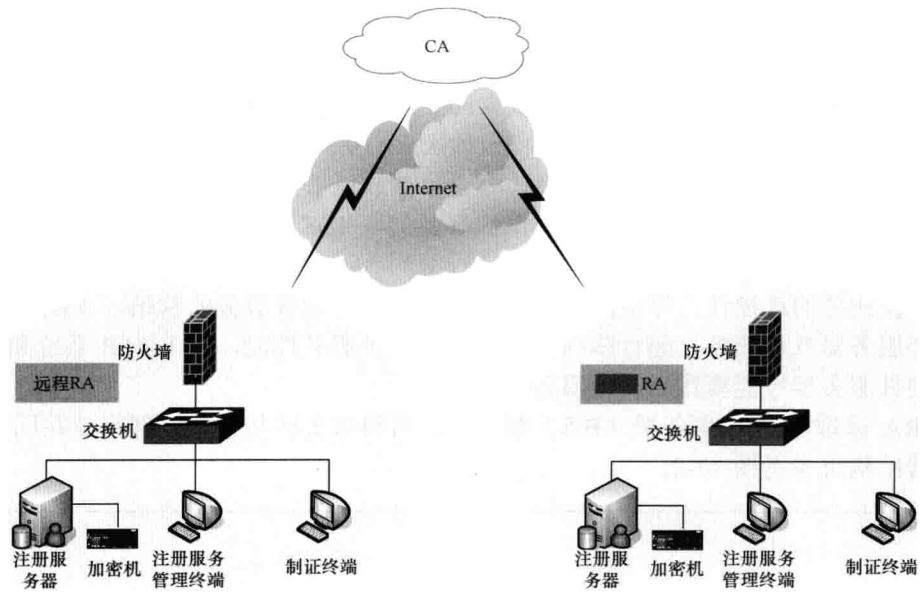 CA
Internet
防火墙
远程RA
交换机
注册服
务器
加密机
注册服务
管理终端
制证终端
防火墙
RA
交换机
注册服
务器
加密机
注册服务
管理终端
制证终端